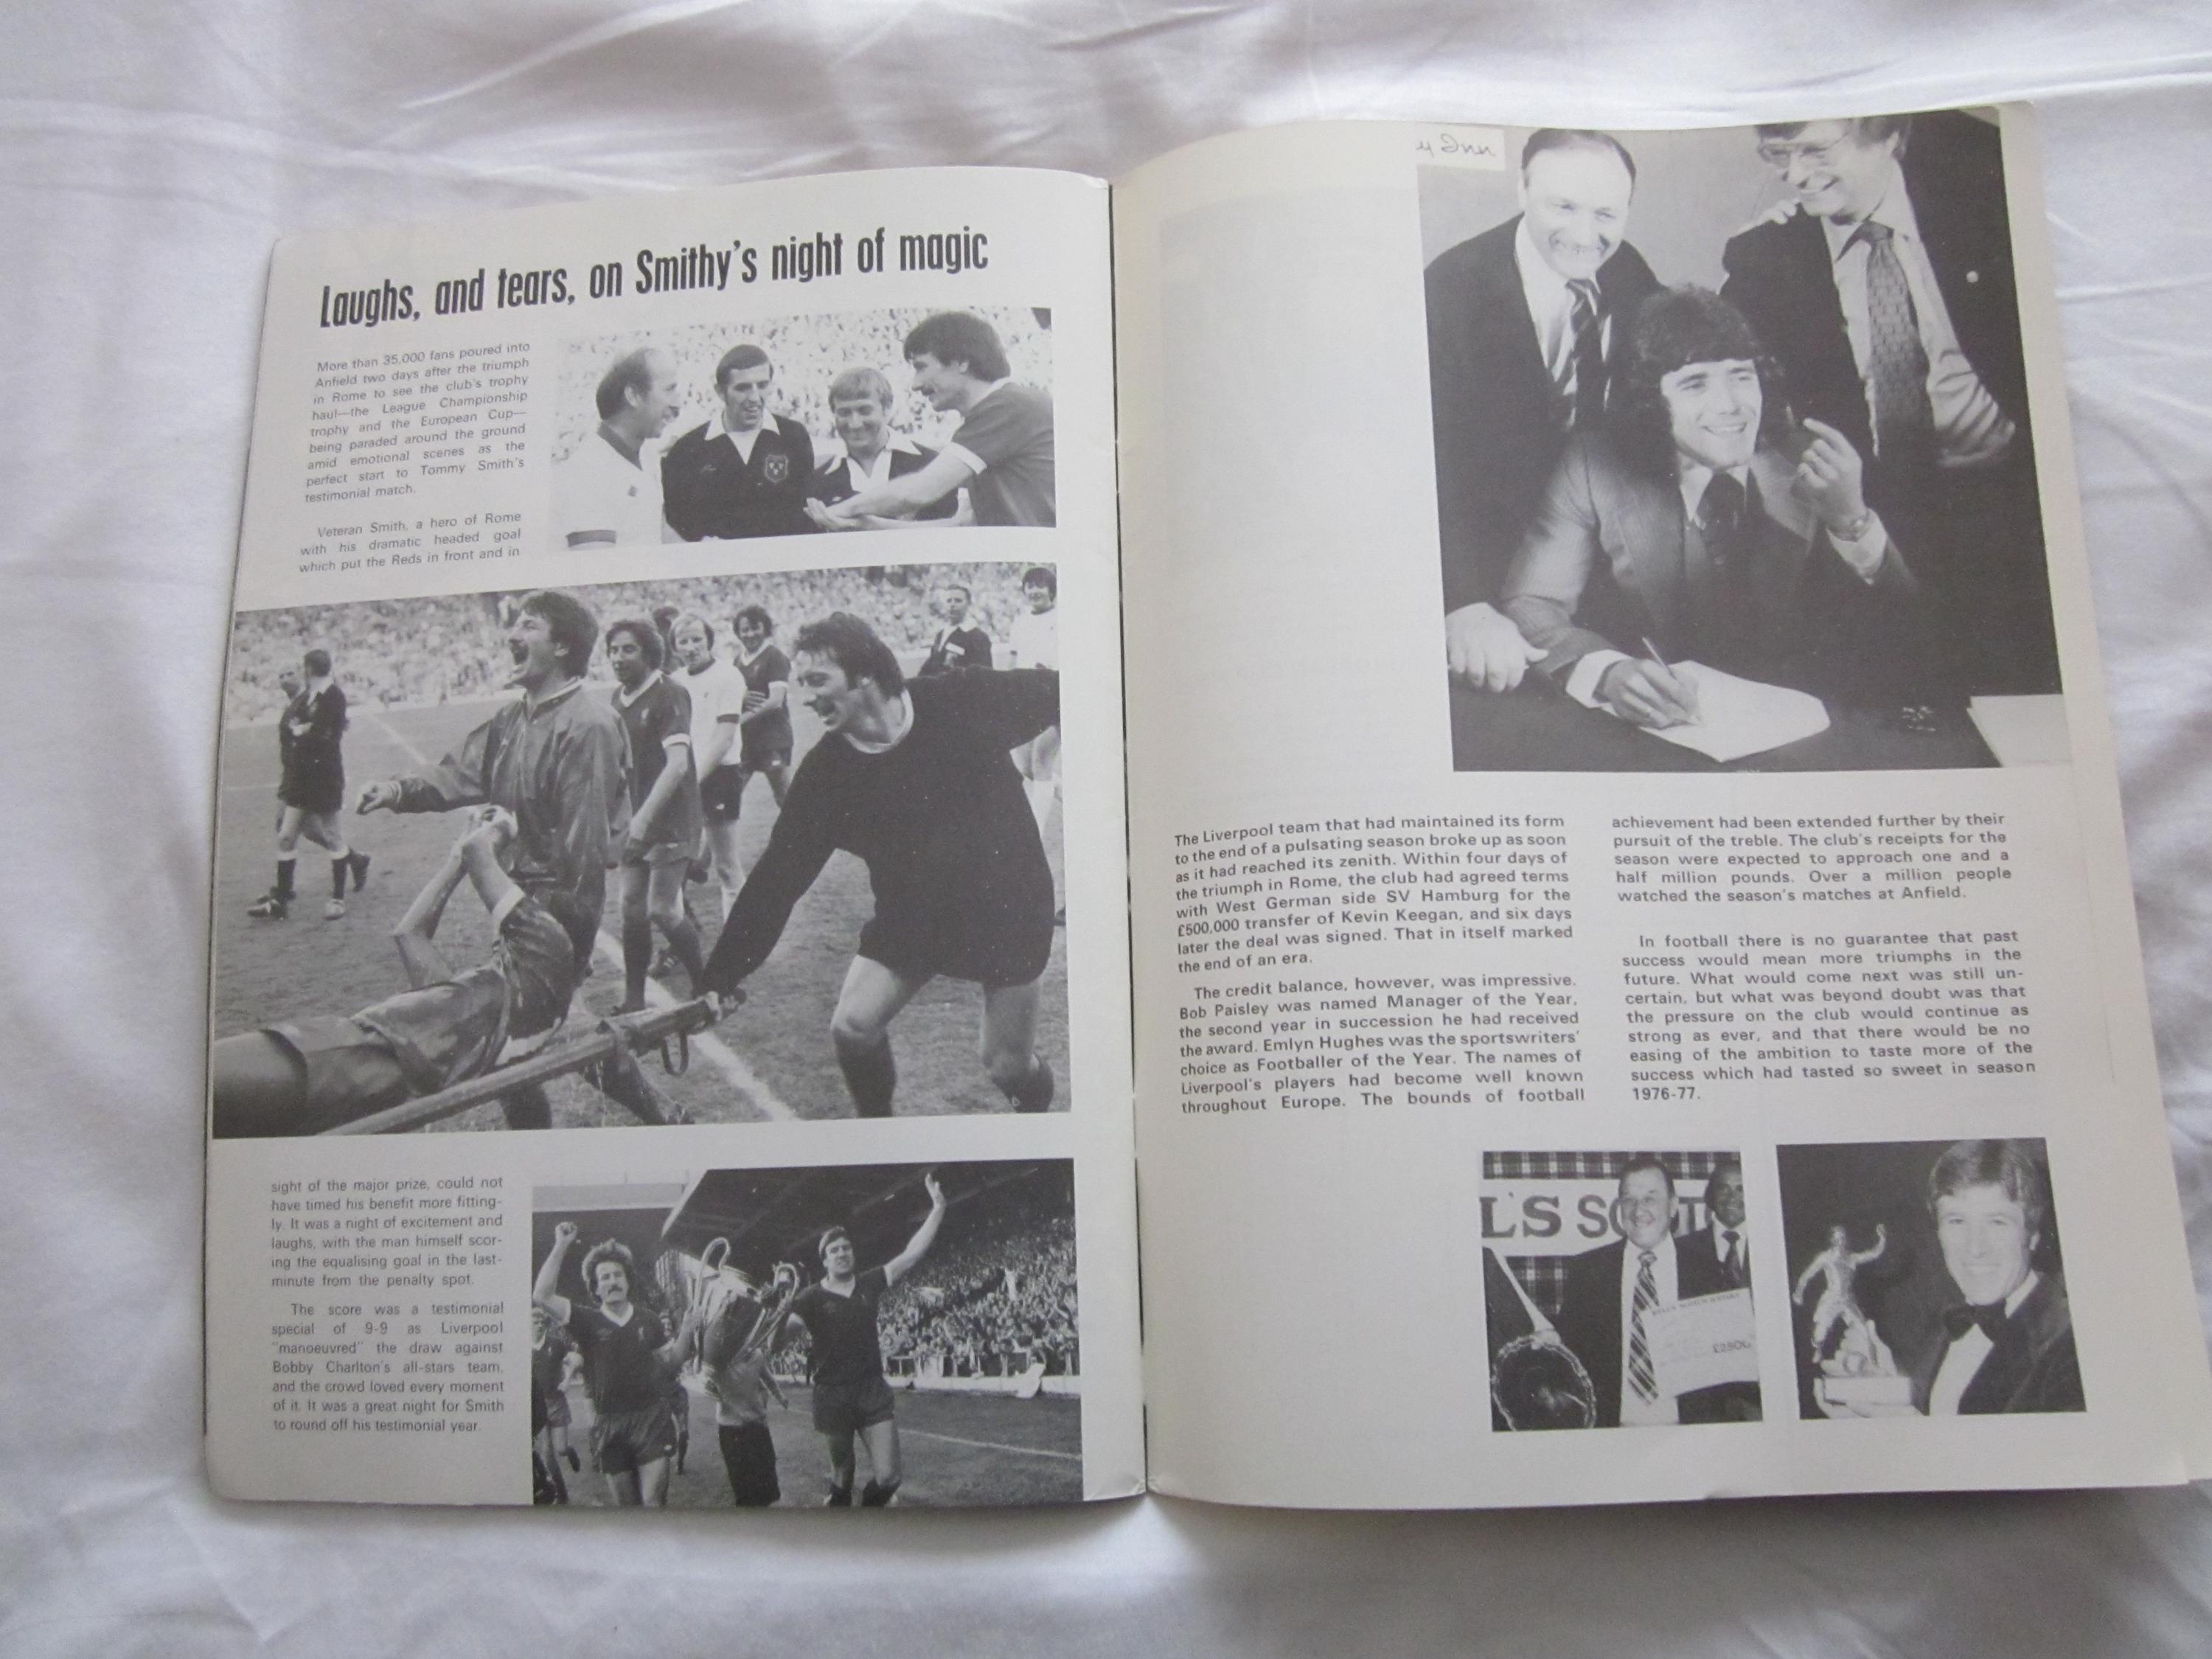 Laughs, and tears, on Smithy's night of magic
More than 35,000 fans poured into
Anfield two days after the triumph
in Rome to see the club's trophy
haul—the League Championship
trophy and the European Cup—
being paraded around the ground
amid emotional scenes as the
perfect start to Tommy Smith's
testimonial match.
Veteran Smith, a hero of Rome
with his dramatic headed goal
which put the Reds in front and in
sight of the major prize, could not
have timed his benefit more fitting-
ly. It was a night of excitement and
laughs, with the man himself scor-
ing the equalising goal in the last-
minute from the penalty spot.
The score was a testimonial
special of 9-9 as Liverpool
"manoeuvred" the draw against
Bobby Charlton's all-stars team,
and the crowd loved every moment
of it. It was a great night for Smith
to round off his testimonial year.
y Inn
The Liverpool team that had maintained its form
to the end of a pulsating season broke up as soon
as it had reached its zenith. Within four days of
the triumph in Rome, the club had agreed terms
with West German side SV Hamburg for the
£500,000 transfer of Kevin Keegan, and six days
later the deal was signed. That in itself marked
the end of an era.
The credit balance, however, was impressive.
Bob Paisley was named Manager of the Year,
the second year in succession he had received
the award. Emlyn Hughes was the sportswriters'
choice as Footballer of the Year. The names of
Liverpool's players had become well known
throughout Europe. The bounds of football
achievement had been extended further by their
pursuit of the treble. The club's receipts for the
season were expected to approach one and a
half million pounds. Over a million people
watched the season's matches at Anfield.
In football there is no guarantee that past
success would mean more triumphs in the
future. What would come next was still un-
certain, but what was beyond doubt was that
the pressure on the club would continue as
strong as ever, and that there would be no
easing of the ambition to taste more of the
success which had tasted so sweet in season
1976-77.
L'S SCOT